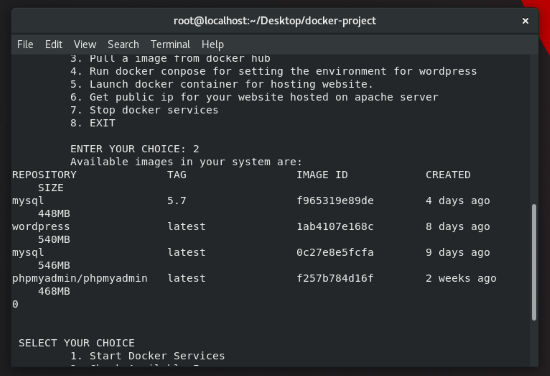 root@localhost:~/Desktop/docker-project
File Edit View Search Terminal Help
3. Pull a image from docker hub
4. Run docker conpose for setting the environment for wordpress
5. Launch docker container for hosting website.
6. Get public ip for your website hosted on apache server
7. Stop docker services
8. EXIT
ENTER YOUR CHOICE: 2
Available images in your system are:
REPOSITORY TAG IMAGE ID CREATED
SIZE
mysql 5.7 f965319e89de 4 days ago
448MB
wordpress latest 1ab4107e168c 8 days ago
540MB
mysql latest 0c27e8e5fcfa 9 days ago
546MB
phpmyadmin/phpmyadmin latest f257b784d16f 2 weeks ago
468MB
0
SELECT YOUR CHOICE
1. Start Docker Services